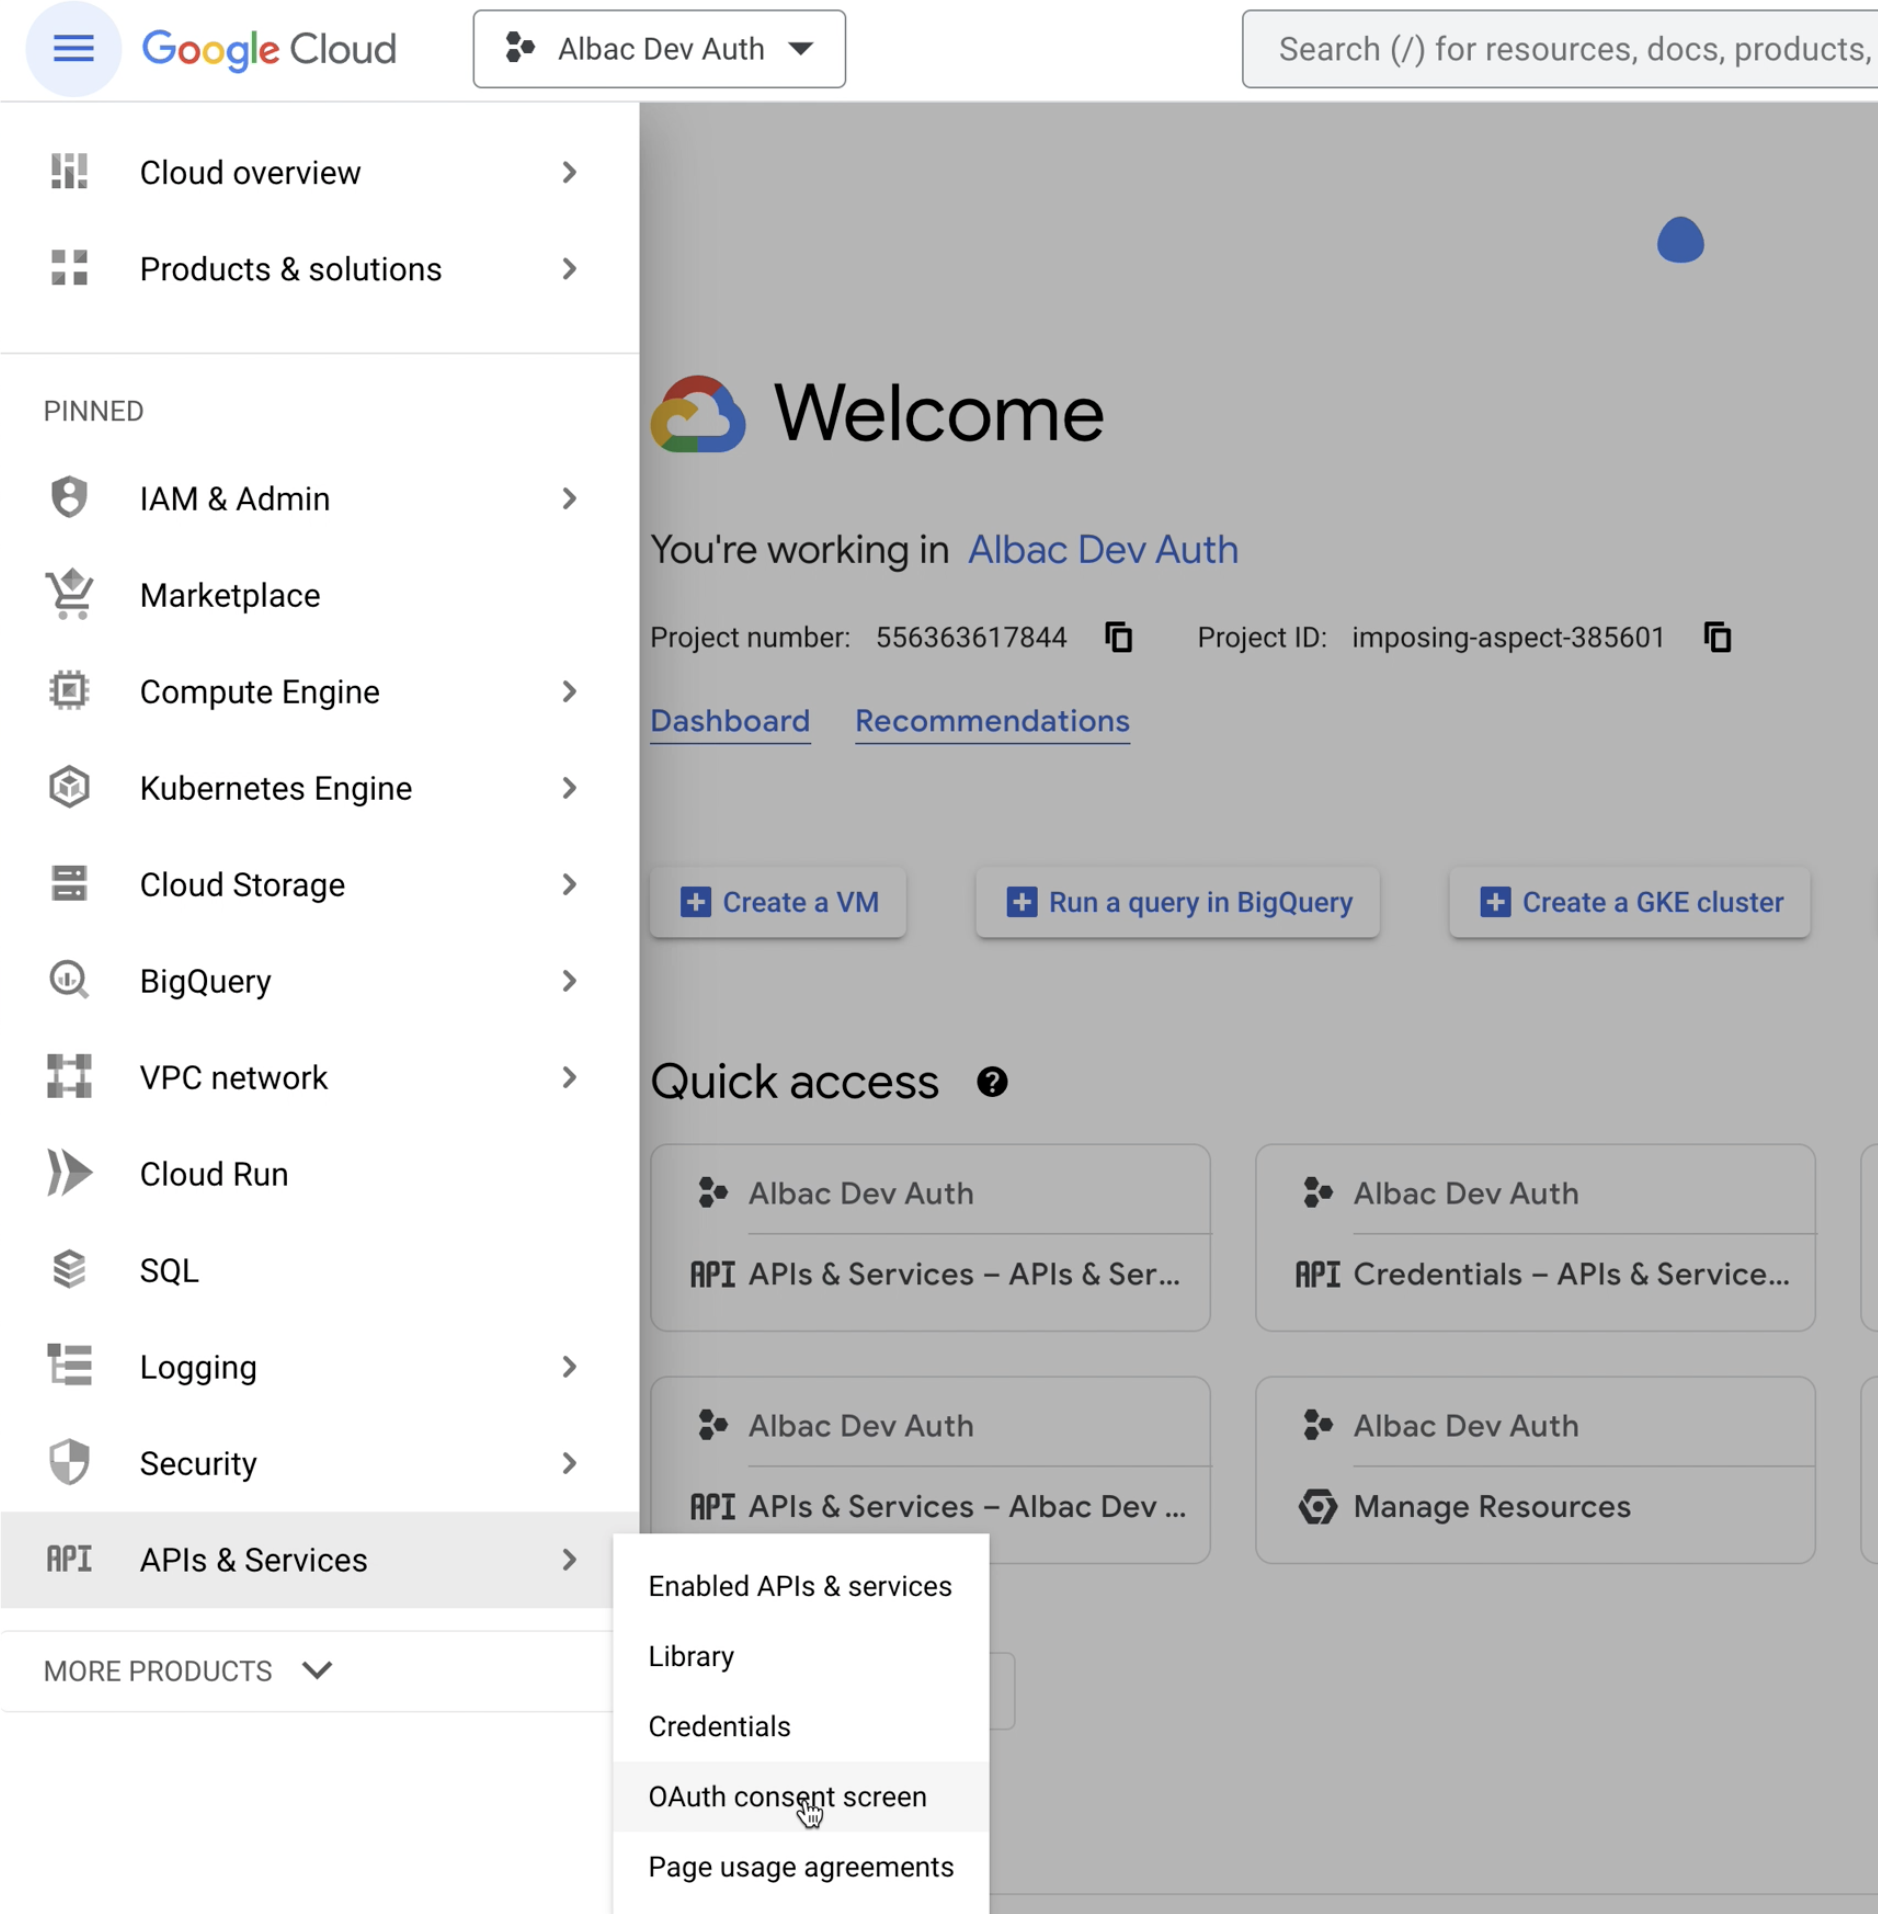 Google Cloud
Albac Dev Auth
Search (/) for resources, docs, products,
Cloud overview
Products & solutions
PINNED
IAM & Admin
Marketplace
Compute Engine
Kubernetes Engine
Cloud Storage
BigQuery
VPC network
Cloud Run
SQL
Logging
Security
API APIs & Services
MORE PRODUCTS
Enabled APIs & services
Library
Credentials
OAuth consent screen
Page usage agreements
Welcome
You're working in Albac Dev Auth
Project number: 556363617844 Project ID: imposing-aspect-385601
Dashboard Recommendations
Create a VM Run a query in BigQuery Create a GKE cluster
Quick access
Albac Dev Auth
API APIs & Services – APIs & Ser...
Albac Dev Auth
API Credentials – APIs & Service...
Albac Dev Auth
API APIs & Services – Albac Dev ...
Albac Dev Auth
Manage Resources